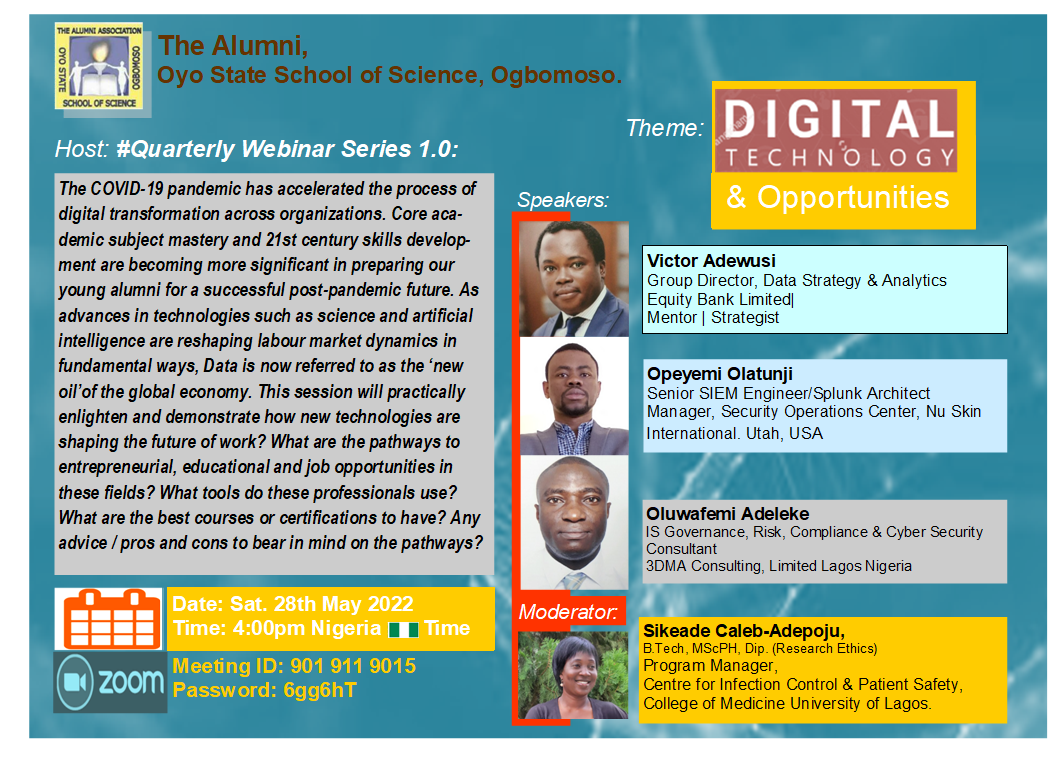 THE ALUMNI ASSOCIATION
OYO STATE
OGBOMOSO
SCHOOL OF SCIENCE
The Alumni,
Oyo State School of Science, Ogbomoso.
Host: #Quarterly Webinar Series 1.0:
The COVID-19 pandemic has accelerated the process of
digital transformation across organizations. Core aca-
demic subject mastery and 21st century skills develop-
ment are becoming more significant in preparing our
young alumni for a successful post-pandemic future. As
advances in technologies such as science and artificial
intelligence are reshaping labour market dynamics in
fundamental ways, Data is now referred to as the ‘new
oil’of the global economy. This session will practically
enlighten and demonstrate how new technologies are
shaping the future of work? What are the pathways to
entrepreneurial, educational and job opportunities in
these fields? What tools do these professionals use?
What are the best courses or certifications to have? Any
advice / pros and cons to bear in mind on the pathways?
Date: Sat. 28th May 2022
Time: 4:00pm Nigeria Time
zoom
Meeting ID: 901 911 9015
Password: 6gg6hT
Theme:
DIGITAL
TECHNOLOGY
& Opportunities
Speakers:
Victor Adewusi
Group Director, Data Strategy & Analytics
Equity Bank Limited|
Mentor | Strategist
Opeyemi Olatunji
Senior SIEM Engineer/Splunk Architect
Manager, Security Operations Center, Nu Skin
International. Utah, USA
Oluwafemi Adeleke
IS Governance, Risk, Compliance & Cyber Security
Consultant
3DMA Consulting, Limited Lagos Nigeria
Moderator:
Sikeade Caleb-Adepoju,
B.Tech, MScPH, Dip. (Research Ethics)
Program Manager,
Centre for Infection Control & Patient Safety,
College of Medicine University of Lagos.